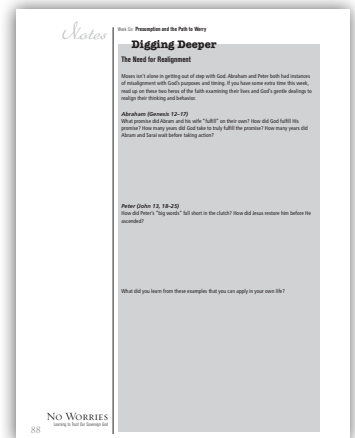 Notes
Week Six: Presumption and the Path to Worry
Digging Deeper
The Need for Realignment
Moses isn't alone in getting out of step with God. Abraham and Peter both had instances
of misalignment with God's purposes and timing. If you have some extra time this week,
read up on these two heros of the faith examining their lives and God's gentle dealings to
realign their thinking and behavior.
Abraham (Genesis 12–17)
What promise did Abram and his wife "fulfill" on their own? How did God fulfill His
promise? How many years did God take to truly fulfill the promise? How many years did
Abram and Sarai wait before taking action?
Peter (John 13, 18–25)
How did Peter's "big words" fall short in the clutch? How did Jesus restore him before He
ascended?
What did you learn from these examples that you can apply in your own life?
No Worries
Learning to Trust Our Sovereign God
88